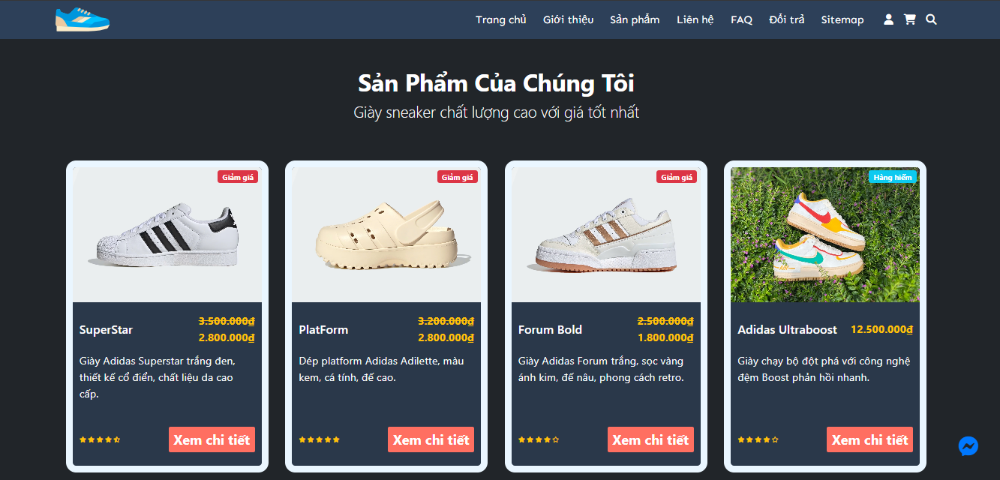 Trang chủ Giới thiệu Sản phẩm Liên hệ FAQ Đổi trả Sitemap
Sản Phẩm Của Chúng Tôi
Giày sneaker chất lượng cao với giá tốt nhất
Giảm giá
SuperStar
3.500.000₫
2.800.000₫
Giày Adidas Superstar trắng đen,
thiết kế cổ điển, chất liệu da cao
cấp.
Xem chi tiết
Giảm giá
PlatForm
3.200.000₫
2.800.000₫
Dép platform Adidas Adilette, màu
kem, cá tính, đế cao.
Xem chi tiết
Giảm giá
Forum Bold
2.500.000₫
1.800.000₫
Giày Adidas Forum trắng, sọc vàng
ánh kim, đế nâu, phong cách retro.
Xem chi tiết
Hàng hiếm
Adidas Ultraboost 12.500.000₫
Giày chạy bộ đột phá với công nghệ
đệm Boost phản hồi nhanh.
Xem chi tiết